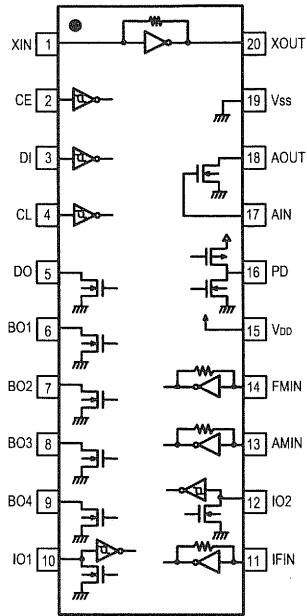 XIN 1 20 XOUT
CE 2 19 Vss
DI 3 18 AOUT
CL 4 17 AIN
DO 5 16 PD
BO1 6 15 VDD
BO2 7 14 FMIN
BO3 8 13 AMIN
BO4 9 12 IO2
IO1 10 11 IFIN